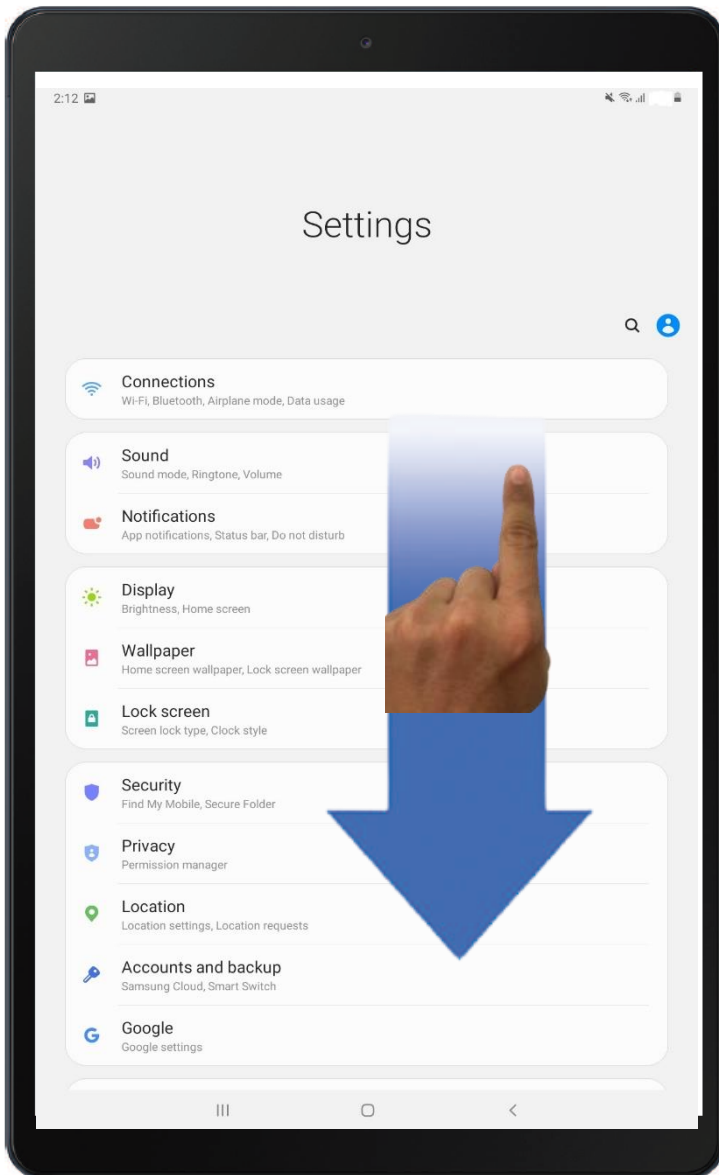 2:12
Settings
Connections
Wi-Fi, Bluetooth, Airplane mode, Data usage
Sound
Sound mode, Ringtone, Volume
Notifications
App notifications, Status bar, Do not disturb
Display
Brightness, Home screen
Wallpaper
Home screen wallpaper, Lock screen wallpaper
Lock screen
Screen lock type, Clock style
Security
Find My Mobile, Secure Folder
Privacy
Permission manager
Location
Location settings, Location requests
Accounts and backup
Samsung Cloud, Smart Switch
Google
Google settings